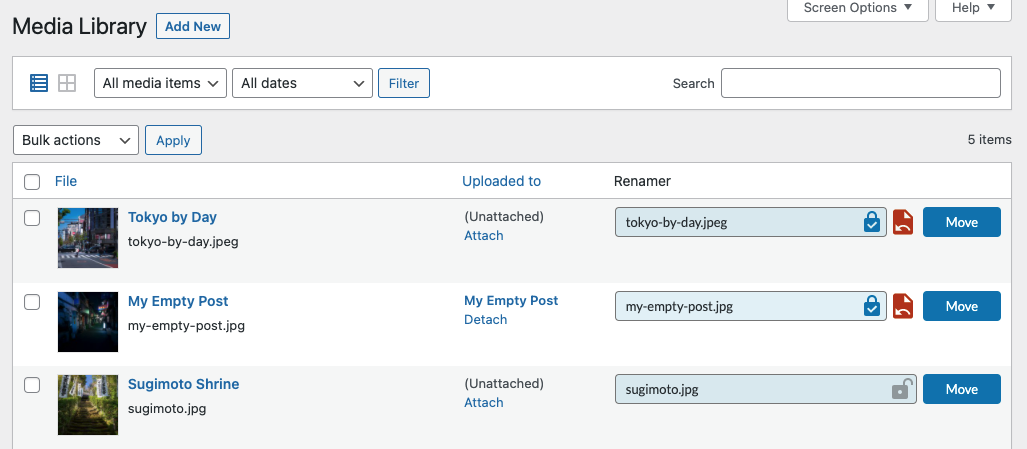 Screen Options
Help
Media Library
Add New
All media items
All dates
Filter
Search
Bulk actions
Apply
5 items
File
Uploaded to
Renamer
Tokyo by Day
tokyo-by-day.jpeg
(Unattached)
Attach
tokyo-by-day.jpeg
Move
My Empty Post
my-empty-post.jpg
My Empty Post
Detach
my-empty-post.jpg
Move
Sugimoto Shrine
sugimoto.jpg
(Unattached)
Attach
sugimoto.jpg
Move